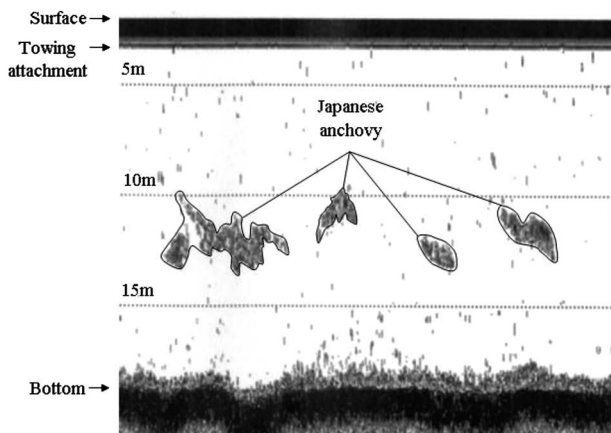 Surface
Towing
attachment
5m
Japanese
anchovy
10m
15m
Bottom